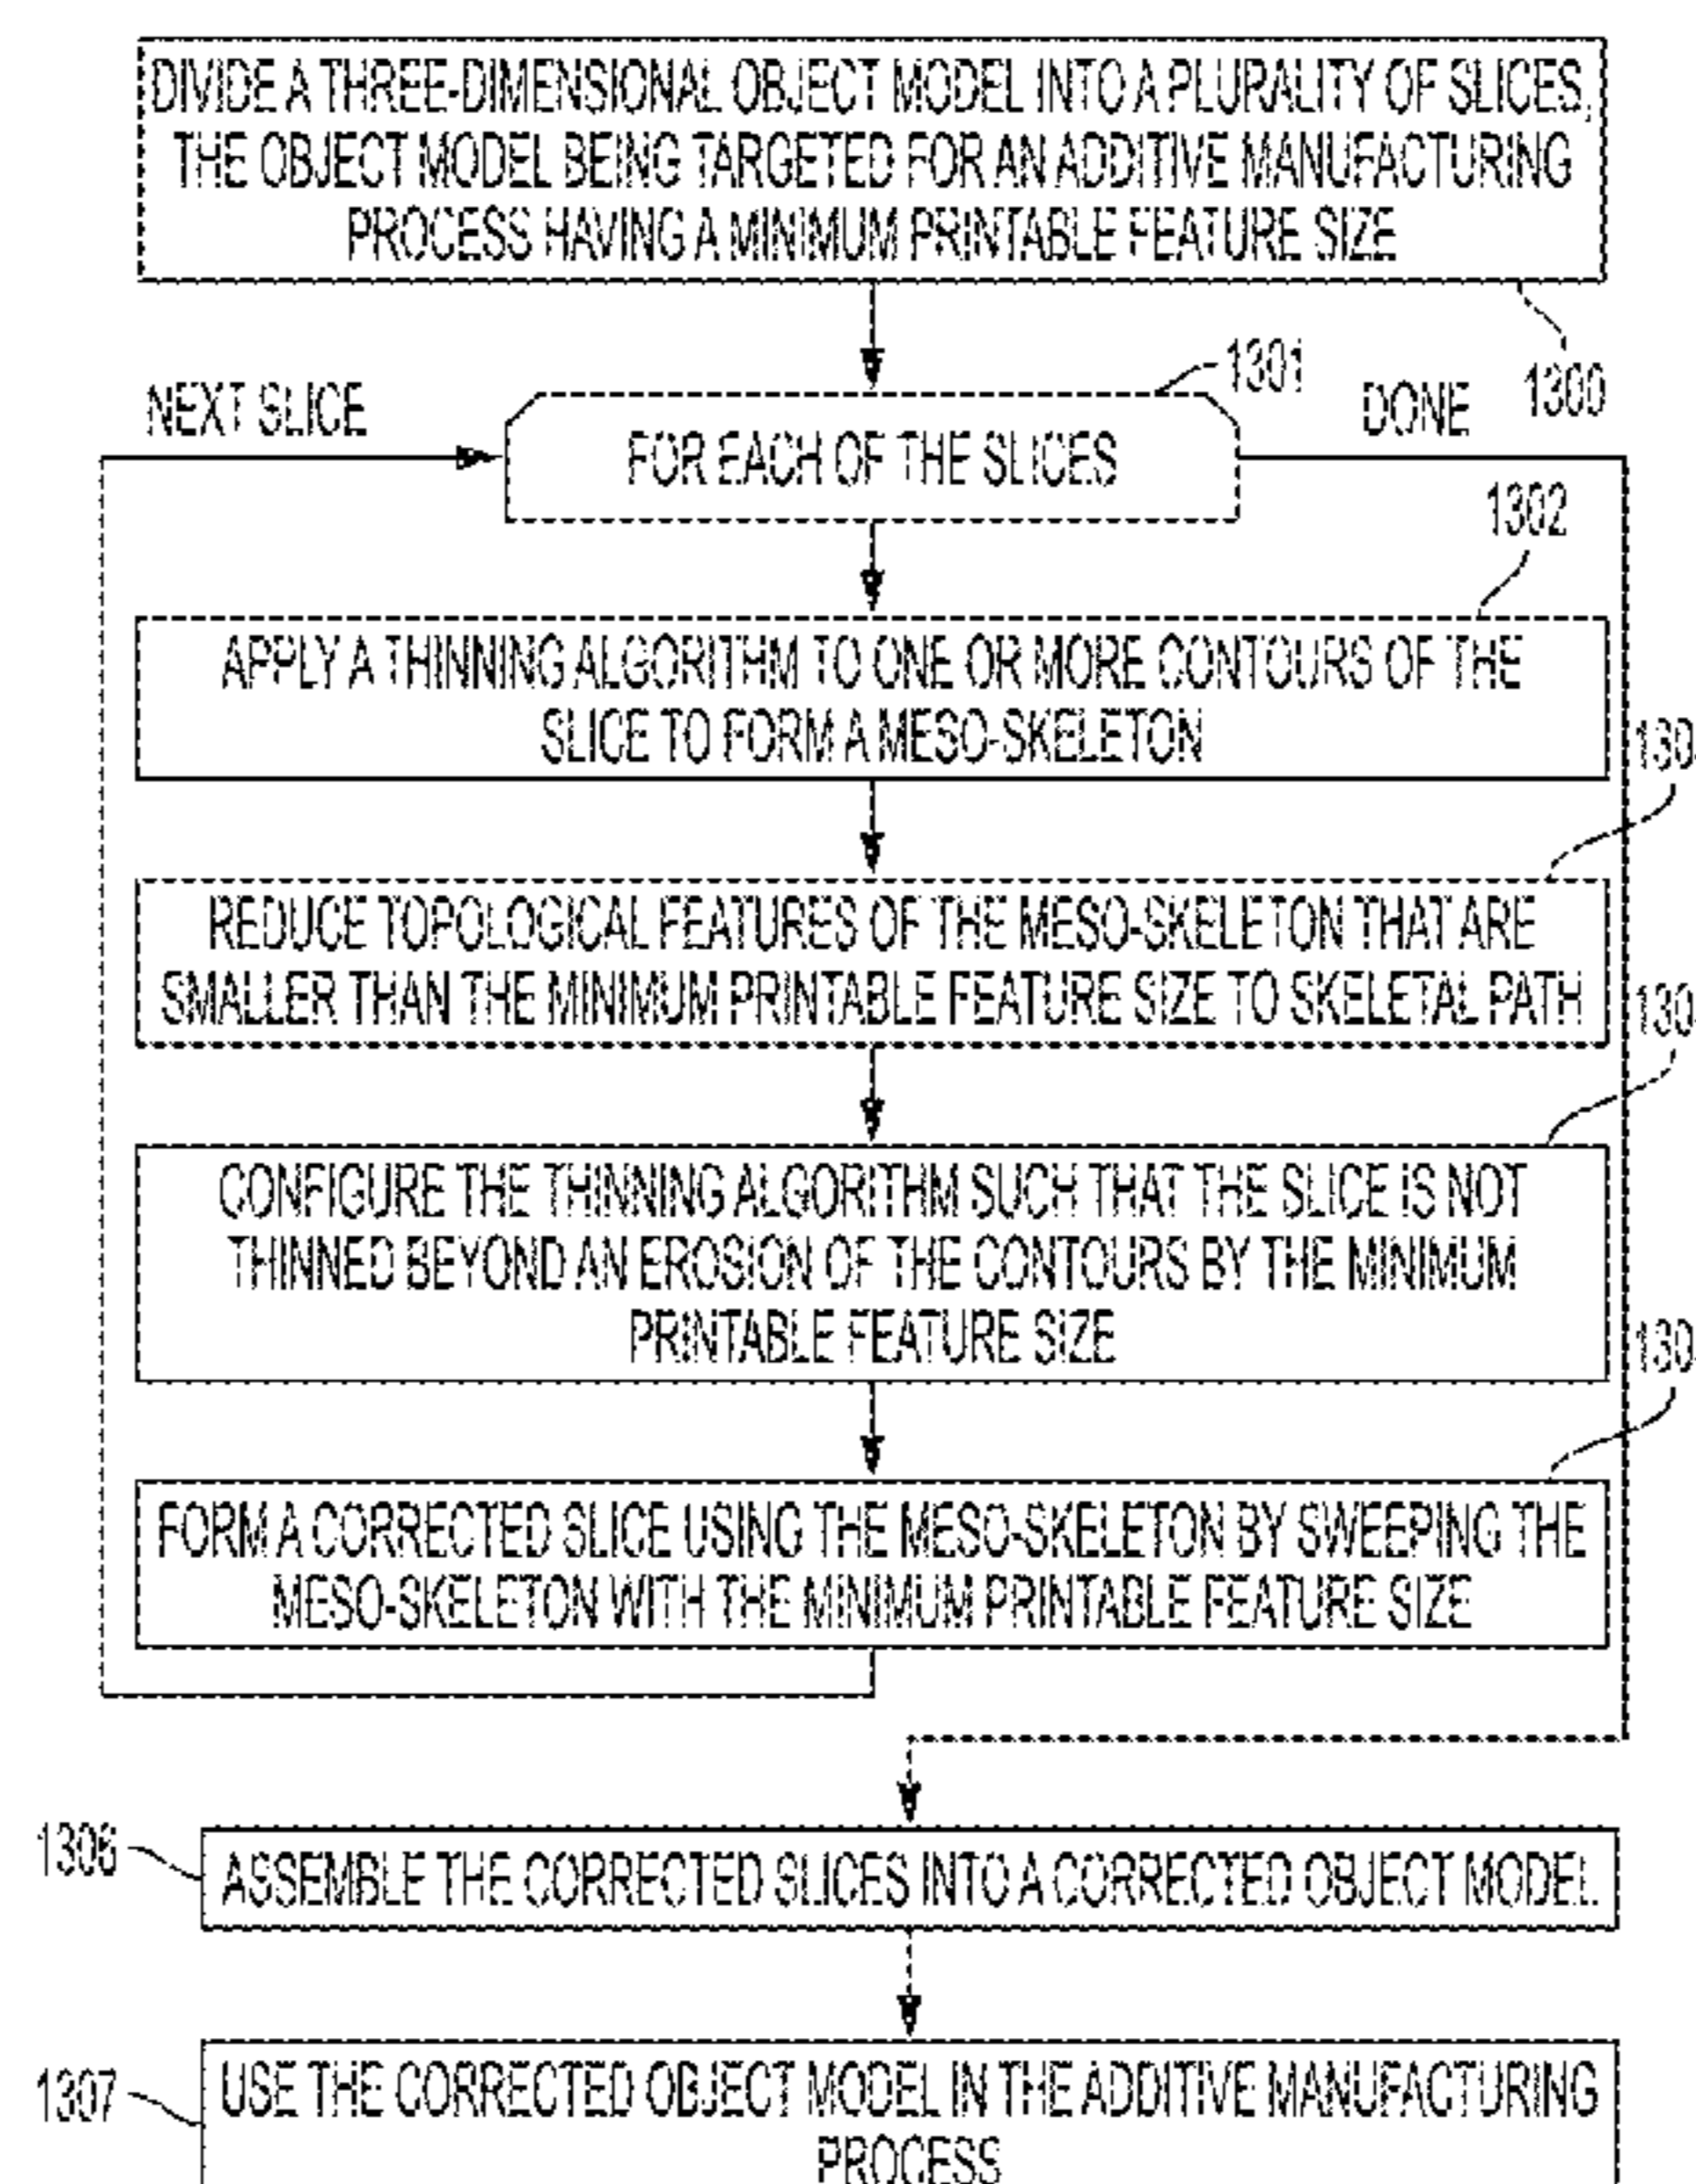 DIVIDE A THREE-DIMENSIONAL OBJECT MODEL INTO A PLURALITY OF SLICES,
THE OBJECT MODEL BEING TARGETED FOR AN ADDITIVE MANUFACTURING
PROCESS HAVING A MINIMUM PRINTABLE FEATURE SIZE
1300
1301
NEXT SLICE
FOR EACH OF THE SLICES
DONE
1302
APPLY A THINNING ALGORITHM TO ONE OR MORE CONTOURS OF THE
SLICE TO FORM A MESO-SKELETON
130
REDUCE TOPOLOGICAL FEATURES OF THE MESO-SKELETON THAT ARE
SMALLER THAN THE MINIMUM PRINTABLE FEATURE SIZE TO SKELETAL PATH
130
CONFIGURE THE THINNING ALGORITHM SUCH THAT THE SLICE IS NOT
THINNED BEYOND AN EROSION OF THE CONTOURS BY THE MINIMUM
PRINTABLE FEATURE SIZE
130
FORM A CORRECTED SLICE USING THE MESO-SKELETON BY SWEEPING THE
MESO-SKELETON WITH THE MINIMUM PRINTABLE FEATURE SIZE
1306
ASSEMBLE THE CORRECTED SLICES INTO A CORRECTED OBJECT MODEL
1307
USE THE CORRECTED OBJECT MODEL IN THE ADDITIVE MANUFACTURING
PROCESS